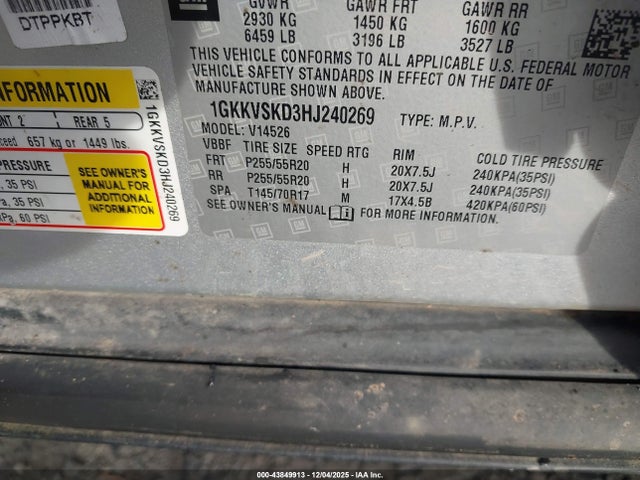 DTPPKBT
GM
GVWR GAWR FRT GAWR RR
2930 KG 1450 KG 1600 KG
6459 LB 3196 LB 3527 LB
THIS VEHICLE CONFORMS TO ALL APPLICABLE U.S. FEDERAL MOTOR
VEHICLE SAFETY STANDARDS IN EFFECT ON THE DATE OF
MANUFACTURE SHOWN ABOVE.
1GKKVSKD3HJ240269 TYPE: M.P.V.
MODEL: V14526
VBBF TIRE SIZE SPEED RTG RIM COLD TIRE PRESSURE
FRT P255/55R20 H 20X7.5J 240KPA(35PSI)
RR P255/55R20 H 20X7.5J 240KPA(35PSI)
SPA T145/70R17 M 17X4.5B 420KPA(60PSI)
SEE OWNER'S MANUAL FOR MORE INFORMATION.
INFORMATION
2 REAR 5
657 kg or 1449 lbs.
SEE OWNER'S
MANUAL FOR
ADDITIONAL
INFORMATION
35 PSI
35 PSI
60 PSI
1GKKVSKD3HJ240269
000-43849913 - 12/04/2025 - IAA Inc.